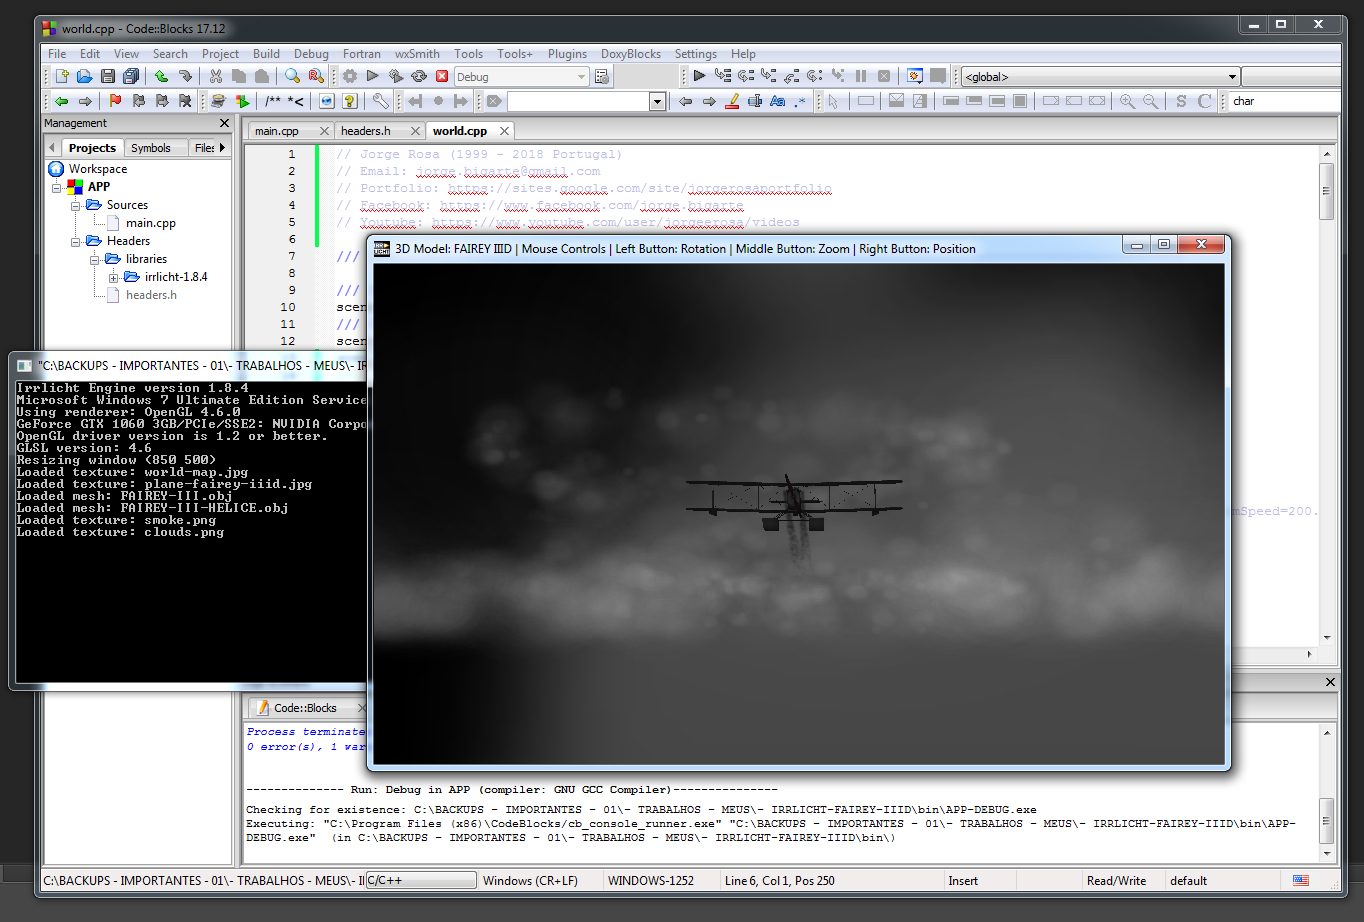 world.cpp - Code::Blocks 17.12
File Edit View Search Project Build Debug Fortran wxSmith Tools Tools+ Plugins DoxyBlocks Settings Help
Debug
<global>
/** *<
Aa .*
S C
char
Management
Projects Symbols Files
Workspace
APP
Sources
main.cpp
Headers
libraries
irrlicht-1.8.4
headers.h
main.cpp headers.h world.cpp
1 // Jorge Rosa (1999 - 2018 Portugal)
2 // Email: jorge.bigarte@gmail.com
3 // Portfolio: https://sites.google.com/site/jorgerosaportfolio
4 // Facebook: https://www.facebook.com/jorge.bigarte
5 // Youtube: https://www.youtube.com/user/jorgeerosa/videos
6
7 ///
8
9 ///
10 scen
11 ///
12 scen
mSpeed=200.
3D Model: FAIREY IIID | Mouse Controls | Left Button: Rotation | Middle Button: Zoom | Right Button: Position
"C:\BACKUPS - IMPORTANTES - 01\- TRABALHOS - MEUS\- IR
Irrlicht Engine version 1.8.4
Microsoft Windows 7 Ultimate Edition Service
Using renderer: OpenGL 4.6.0
GeForce GTX 1060 3GB/PCIe/SSE2: NVIDIA Corpo
OpenGL driver version is 1.2 or better.
GLSL version: 4.6
Resizing window (850 500)
Loaded texture: world-map.jpg
Loaded texture: plane-fairey-iiid.jpg
Loaded mesh: FAIREY-III.obj
Loaded mesh: FAIREY-III-HELICE.obj
Loaded texture: smoke.png
Loaded texture: clouds.png
Code::Blocks
Process terminate
0 error(s), 1 war
-------------- Run: Debug in APP (compiler: GNU GCC Compiler)---------------
Checking for existence: C:\BACKUPS - IMPORTANTES - 01\- TRABALHOS - MEUS\- IRRLICHT-FAIREY-IIID\bin\APP-DEBUG.exe
Executing: "C:\Program Files (x86)\CodeBlocks/cb_console_runner.exe" "C:\BACKUPS - IMPORTANTES - 01\- TRABALHOS - MEUS\- IRRLICHT-FAIREY-IIID\bin\APP-
DEBUG.exe"  (in C:\BACKUPS - IMPORTANTES - 01\- TRABALHOS - MEUS\- IRRLICHT-FAIREY-IIID\bin\)
C:\BACKUPS - IMPORTANTES - 01\- TRABALHOS - MEUS\- II C/C++ Windows (CR+LF) WINDOWS-1252 Line 6, Col 1, Pos 250 Insert Read/Write default